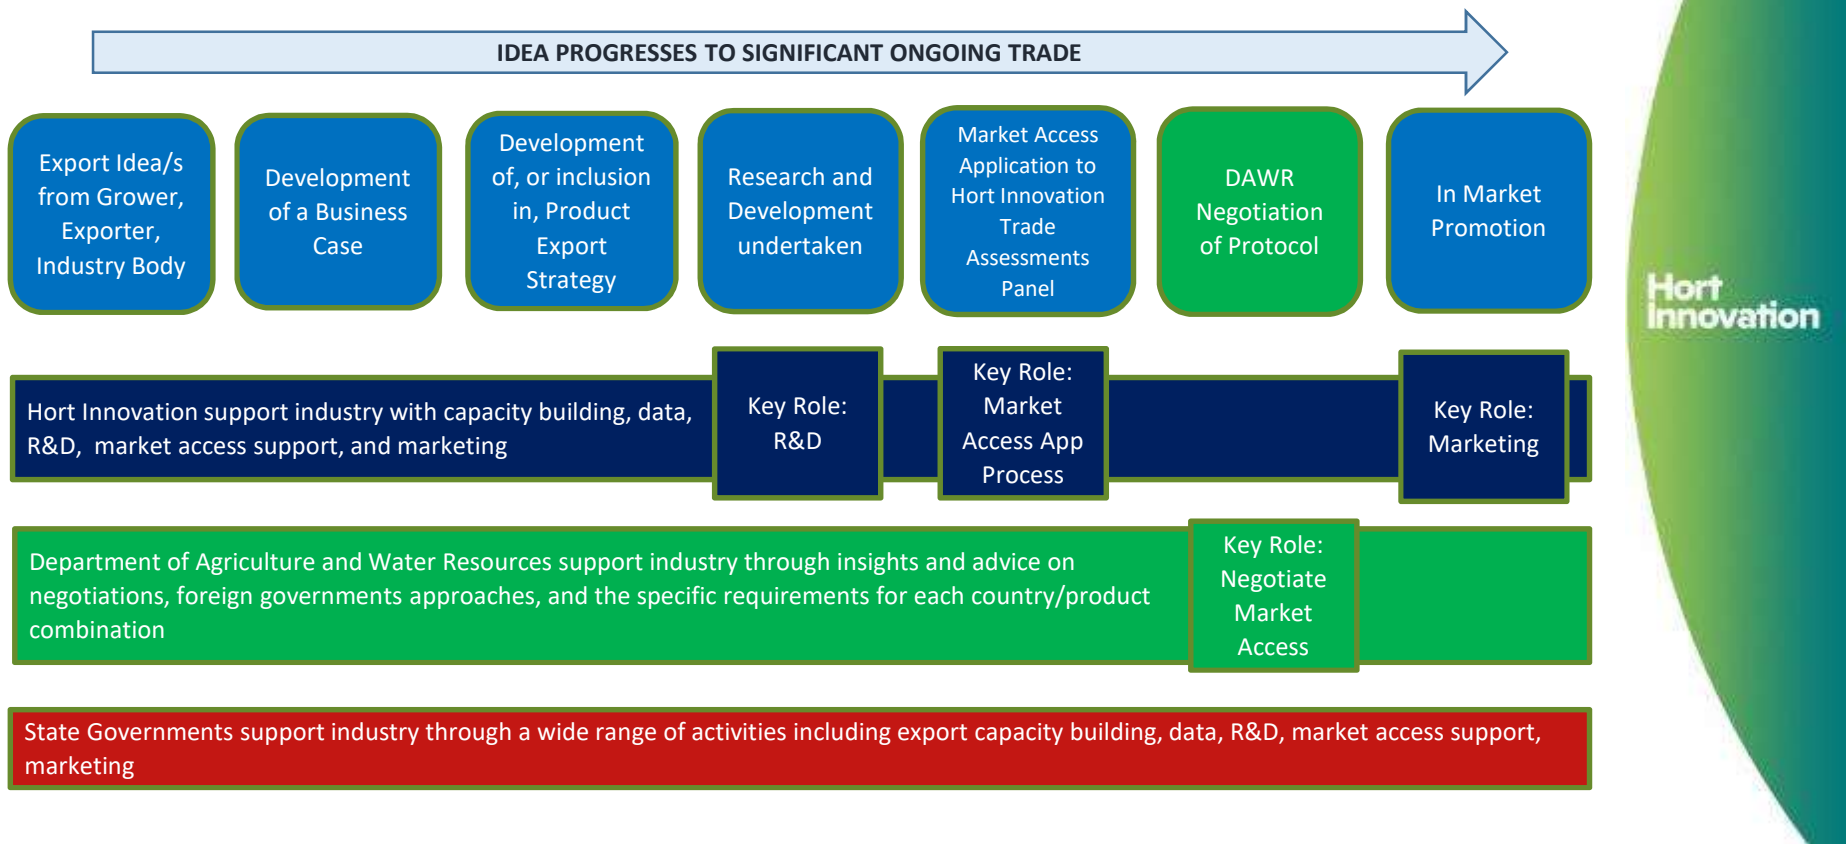 IDEA PROGRESSES TO SIGNIFICANT ONGOING TRADE
Export Idea/s
from Grower,
Exporter,
Industry Body
Development
of a Business
Case
Development
of, or inclusion
in, Product
Export
Strategy
Research and
Development
undertaken
Market Access
Application to
Hort Innovation
Trade
Assessments
Panel
DAWR
Negotiation
of Protocol
In Market
Promotion
Hort
Innovation
Hort Innovation support industry with capacity building, data,
R&D, market access support, and marketing
Key Role:
R&D
Key Role:
Market
Access App
Process
Key Role:
Marketing
Department of Agriculture and Water Resources support industry through insights and advice on
negotiations, foreign governments approaches, and the specific requirements for each country/product
combination
Key Role:
Negotiate
Market
Access
State Governments support industry through a wide range of activities including export capacity building, data, R&D, market access support,
marketing